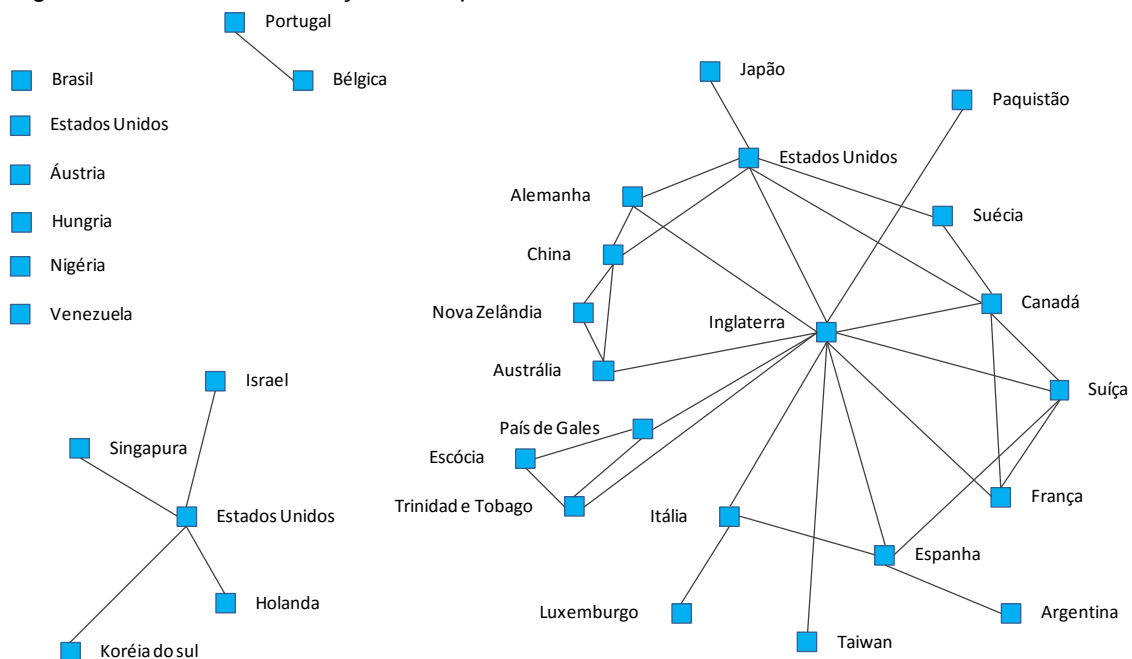 Portugal
Bélgica
Brasil
Estados Unidos
Áustria
Hungria
Nigéria
Venezuela
Japão
Paquistão
Estados Unidos
Alemanha
Suécia
China
Canadá
Nova Zelândia
Inglaterra
Austrália
Suíça
País de Gales
Escócia
Trinidad e Tobago
Itália
França
Espanha
Luxemburgo
Argentina
Taiwan
Israel
Singapura
Estados Unidos
Holanda
Koréia do sul